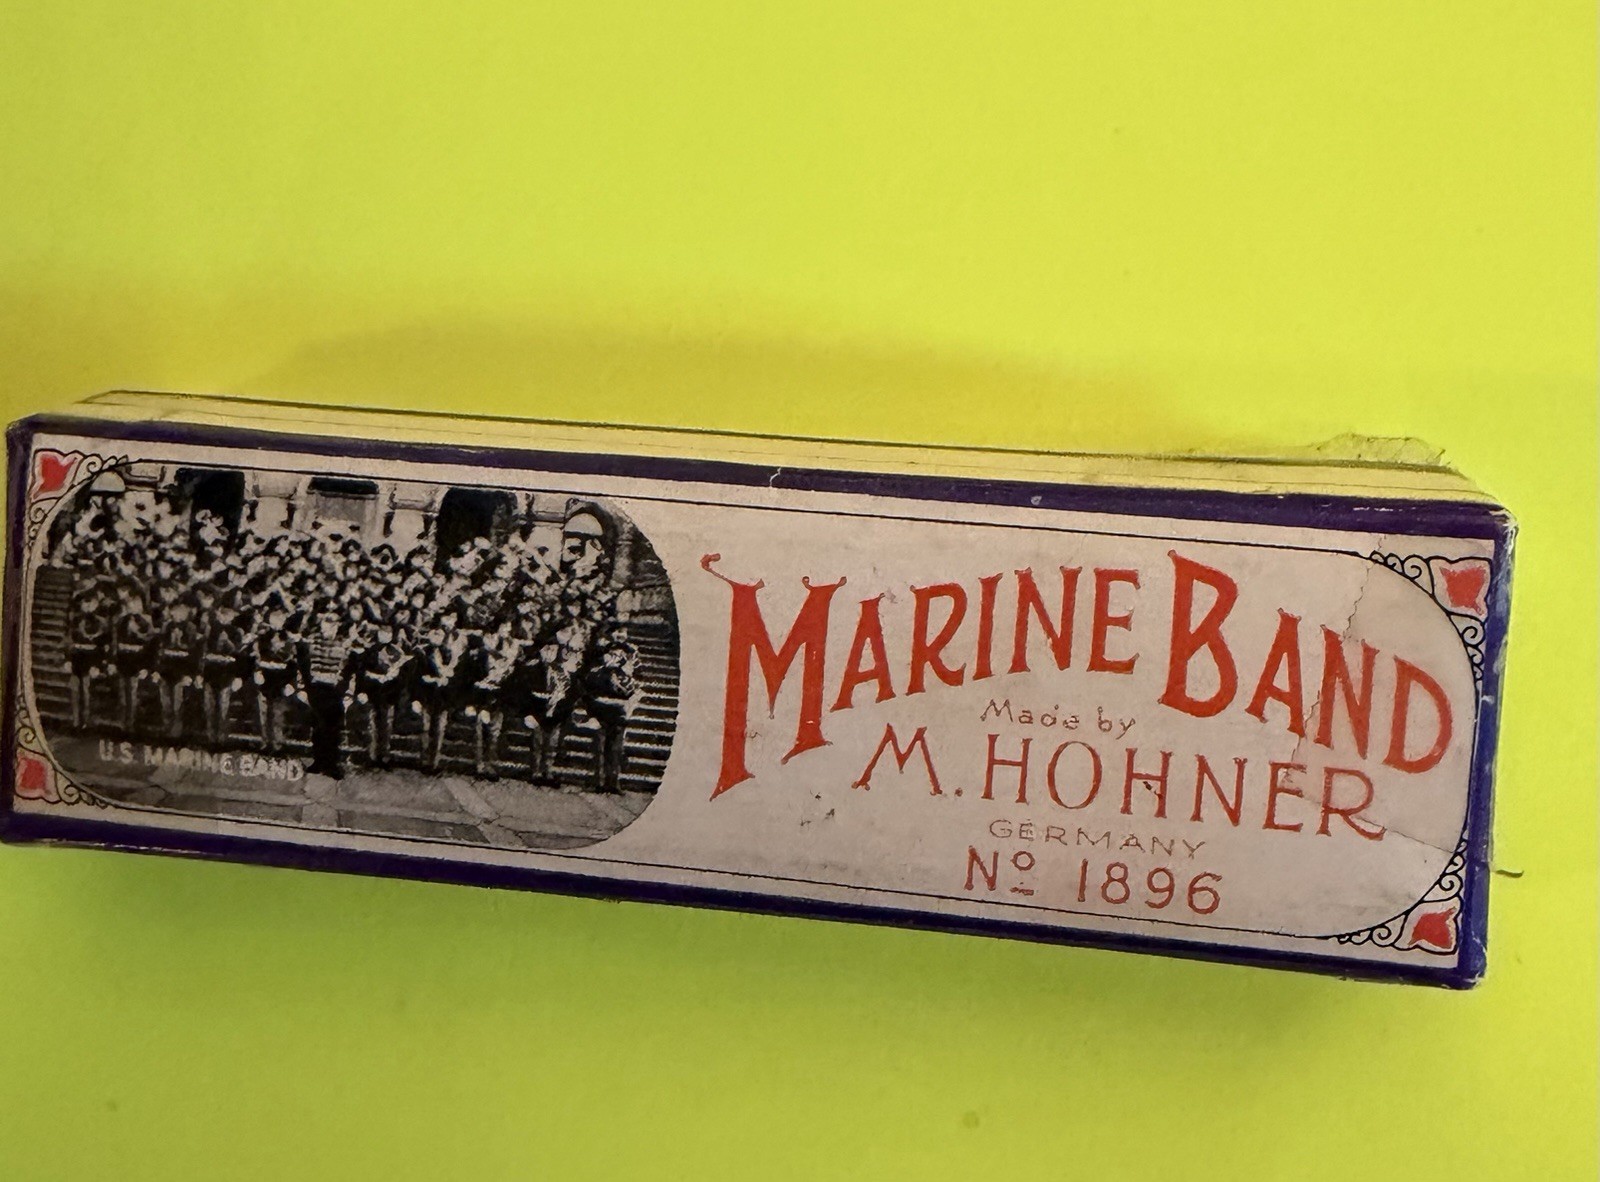 U.S. MARINE BAND
MARINE BAND
Made by
M. HOHNER
GERMANY
Nº 1896